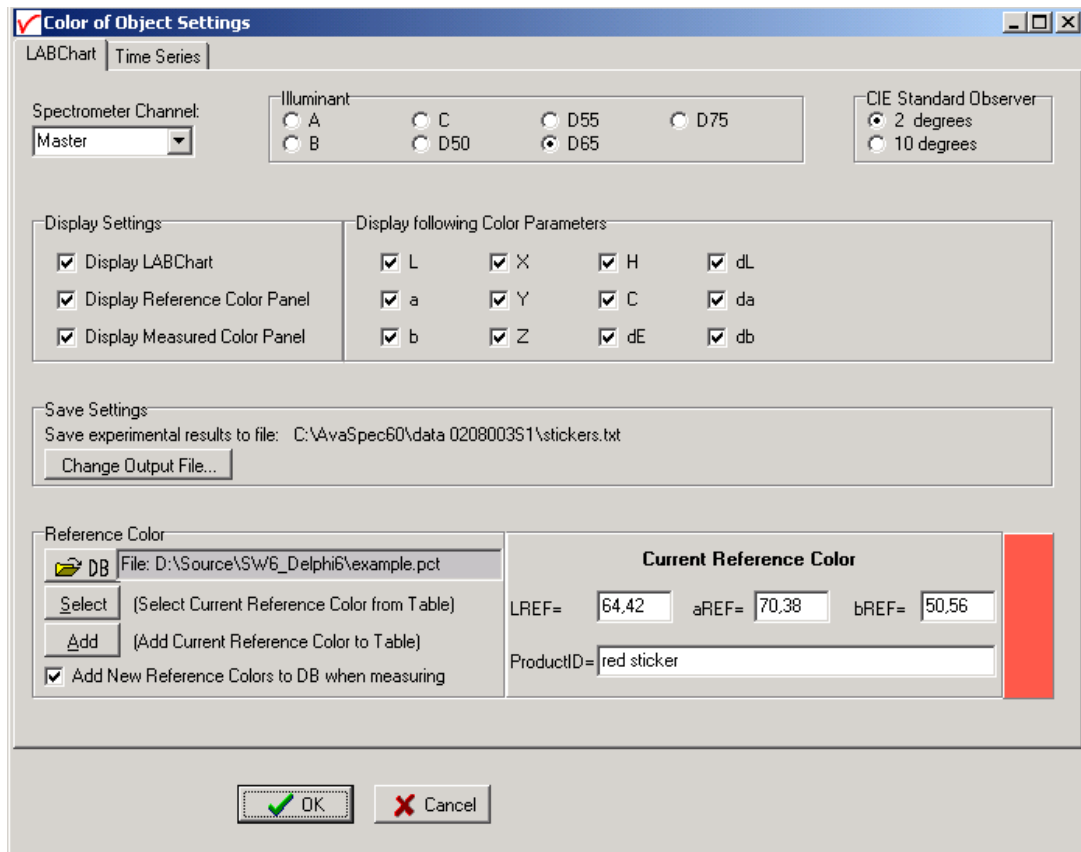 Color of Object Settings
LABChart Time Series
Spectrometer Channel:
Master
Illuminant
A C D55 D75
B D50 D65
CIE Standard Observer
2 degrees
10 degrees
Display Settings
Display LABChart
Display Reference Color Panel
Display Measured Color Panel
Display following Color Parameters
L X H dL
a Y C da
b Z dE db
Save Settings
Save experimental results to file: C:\AvaSpec60\data 0208003S1\stickers.txt
Change Output File...
Reference Color
DB File: D:\Source\SW6_Delphi6\example.pct
Select (Select Current Reference Color from Table)
Add (Add Current Reference Color to Table)
Add New Reference Colors to DB when measuring
Current Reference Color
LREF= 64,42 aREF= 70,38 bREF= 50,56
ProductID= red sticker
OK Cancel